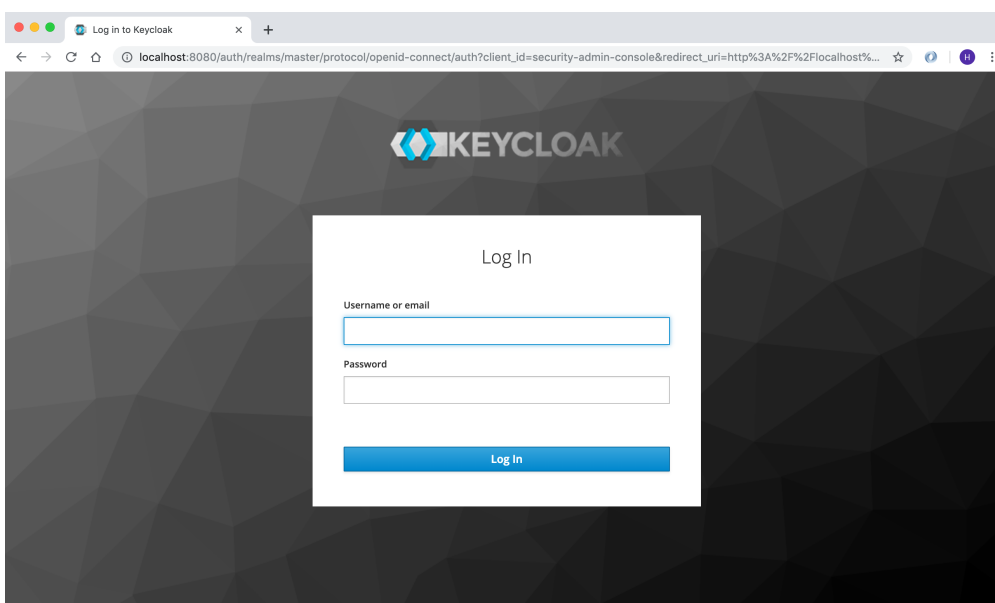 Log in to Keycloak
localhost:8080/auth/realms/master/protocol/openid-connect/auth?client_id=security-admin-console&redirect_uri=http%3A%2F%2Flocalhost%...
H
KEYCLOAK
Log In
Username or email
Password
Log In